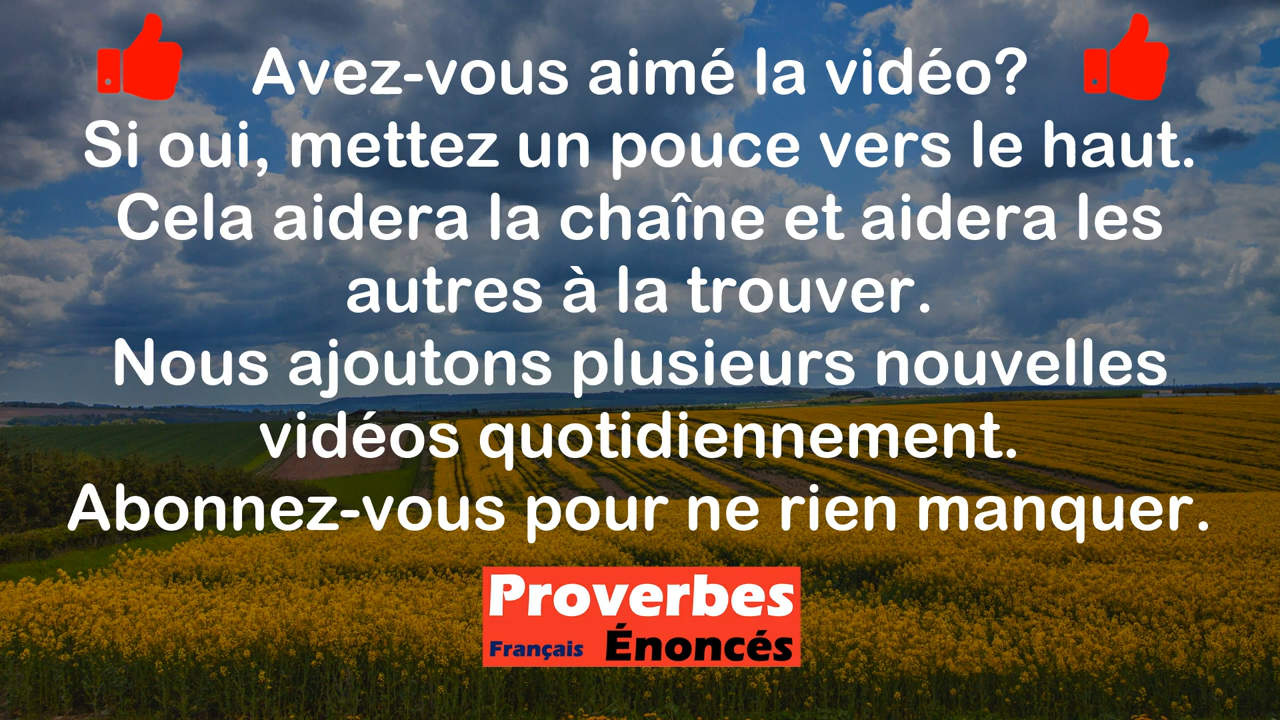 Avez-vous aimé la vidéo?
Si oui, mettez un pouce vers le haut.
Cela aidera la chaîne et aidera les
autres à la trouver.
Nous ajoutons plusieurs nouvelles
vidéos quotidiennement.
Abonnez-vous pour ne rien manquer.
Proverbes
Français Énoncés